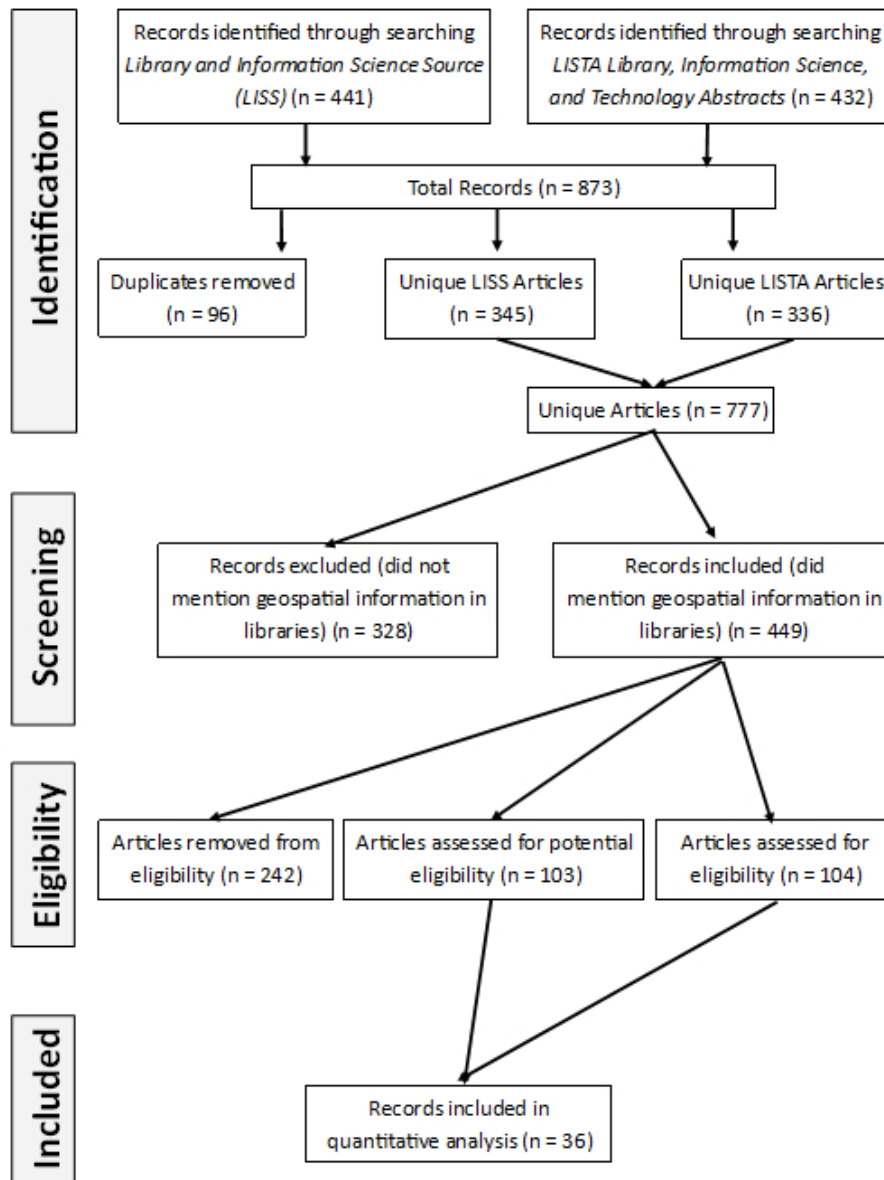 Identification
Records identified through searching
Library and Information Science Source
(LISS) (n = 441)
Records identified through searching
LISTA Library, Information Science,
and Technology Abstracts (n = 432)
Total Records (n = 873)
Duplicates removed
(n = 96)
Unique LISS Articles
(n = 345)
Unique LISTA Articles
(n = 336)
Unique Articles (n = 777)
Screening
Records excluded (did not
mention geospatial information in
libraries) (n = 328)
Records included (did
mention geospatial information in
libraries) (n = 449)
Eligibility
Articles removed from
eligibility (n = 242)
Articles assessed for potential
eligibility (n = 103)
Articles assessed for
eligibility (n = 104)
Included
Records included in
quantitative analysis (n = 36)